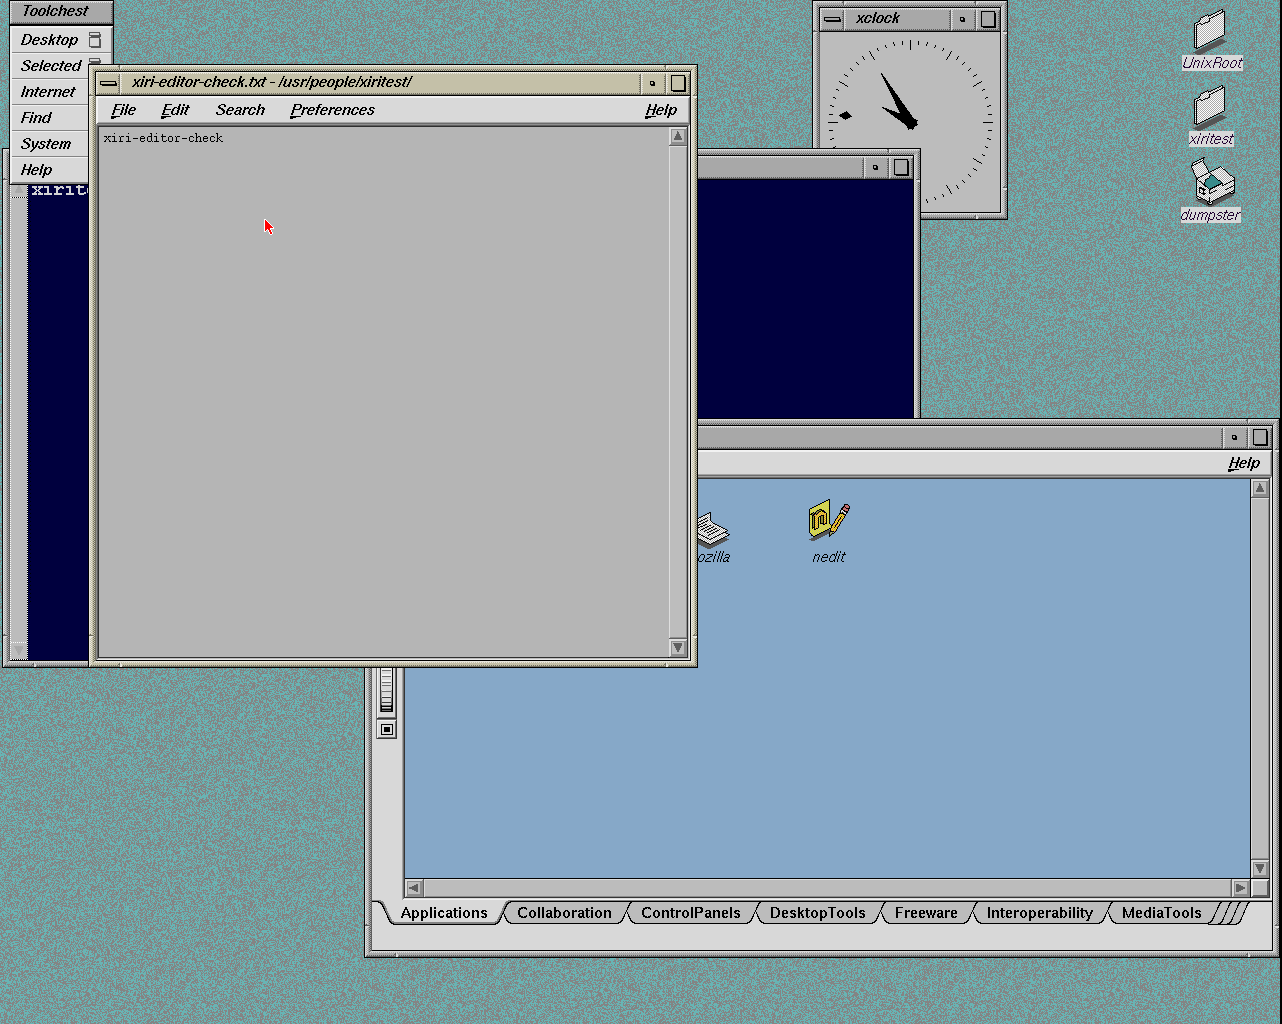 Toolchest
Desktop
Selected
Internet
Find
System
Help
xiri-editor-check.txt - /usr/people/xiritest/
File Edit Search Preferences Help
xiri-editor-check
xclock
UnixRoot
xiritest
dumpster
Help
nedit
Applications Collaboration ControlPanels DesktopTools Freeware Interoperability MediaTools